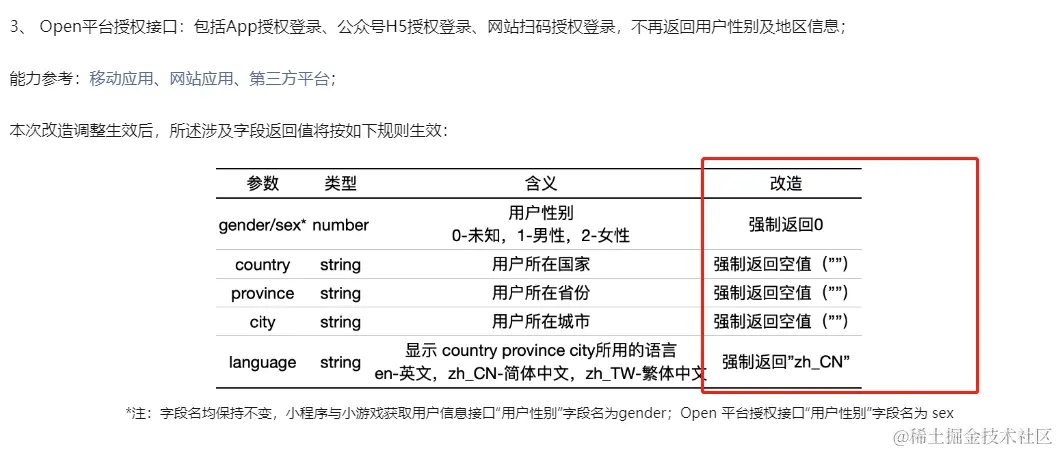 3、 Open平台授权接口：包括App授权登录、公众号H5授权登录、网站扫码授权登录，不再返回用户性别及地区信息；
能力参考：移动应用、网站应用、第三方平台；
本次改造调整生效后，所述涉及字段返回值将按如下规则生效：
参数 类型 含义 改造
gender/sex* number 用户性别 强制返回0
0-未知，1-男性，2-女性
country string 用户所在国家 强制返回空值（””）
province string 用户所在省份 强制返回空值（””）
city string 用户所在城市 强制返回空值（””）
language string 显示 country province city所用的语言 强制返回”zh_CN”
en-英文，zh_CN-简体中文，zh_TW-繁体中文
*注：字段名均保持不变，小程序与小游戏获取用户信息接口“用户性别”字段名为gender；Open 平台授权接口“用户性别”字段名为 sex
@稀土掘金技术社区